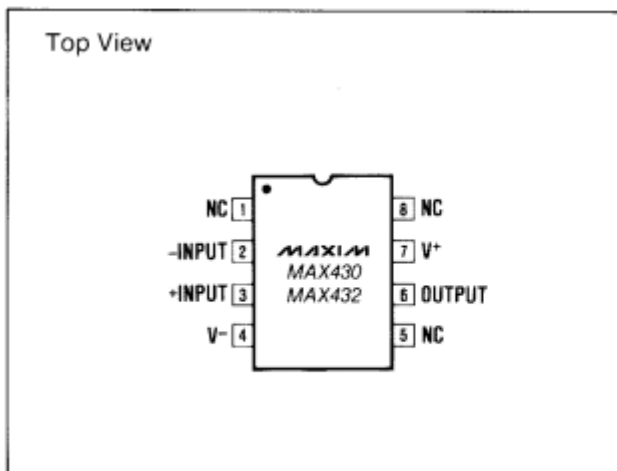 Top View
NC 1
8 NC
-INPUT 2
MAXIM
7 V+
MAX430
+INPUT 3
MAX432
6 OUTPUT
V- 4
5 NC